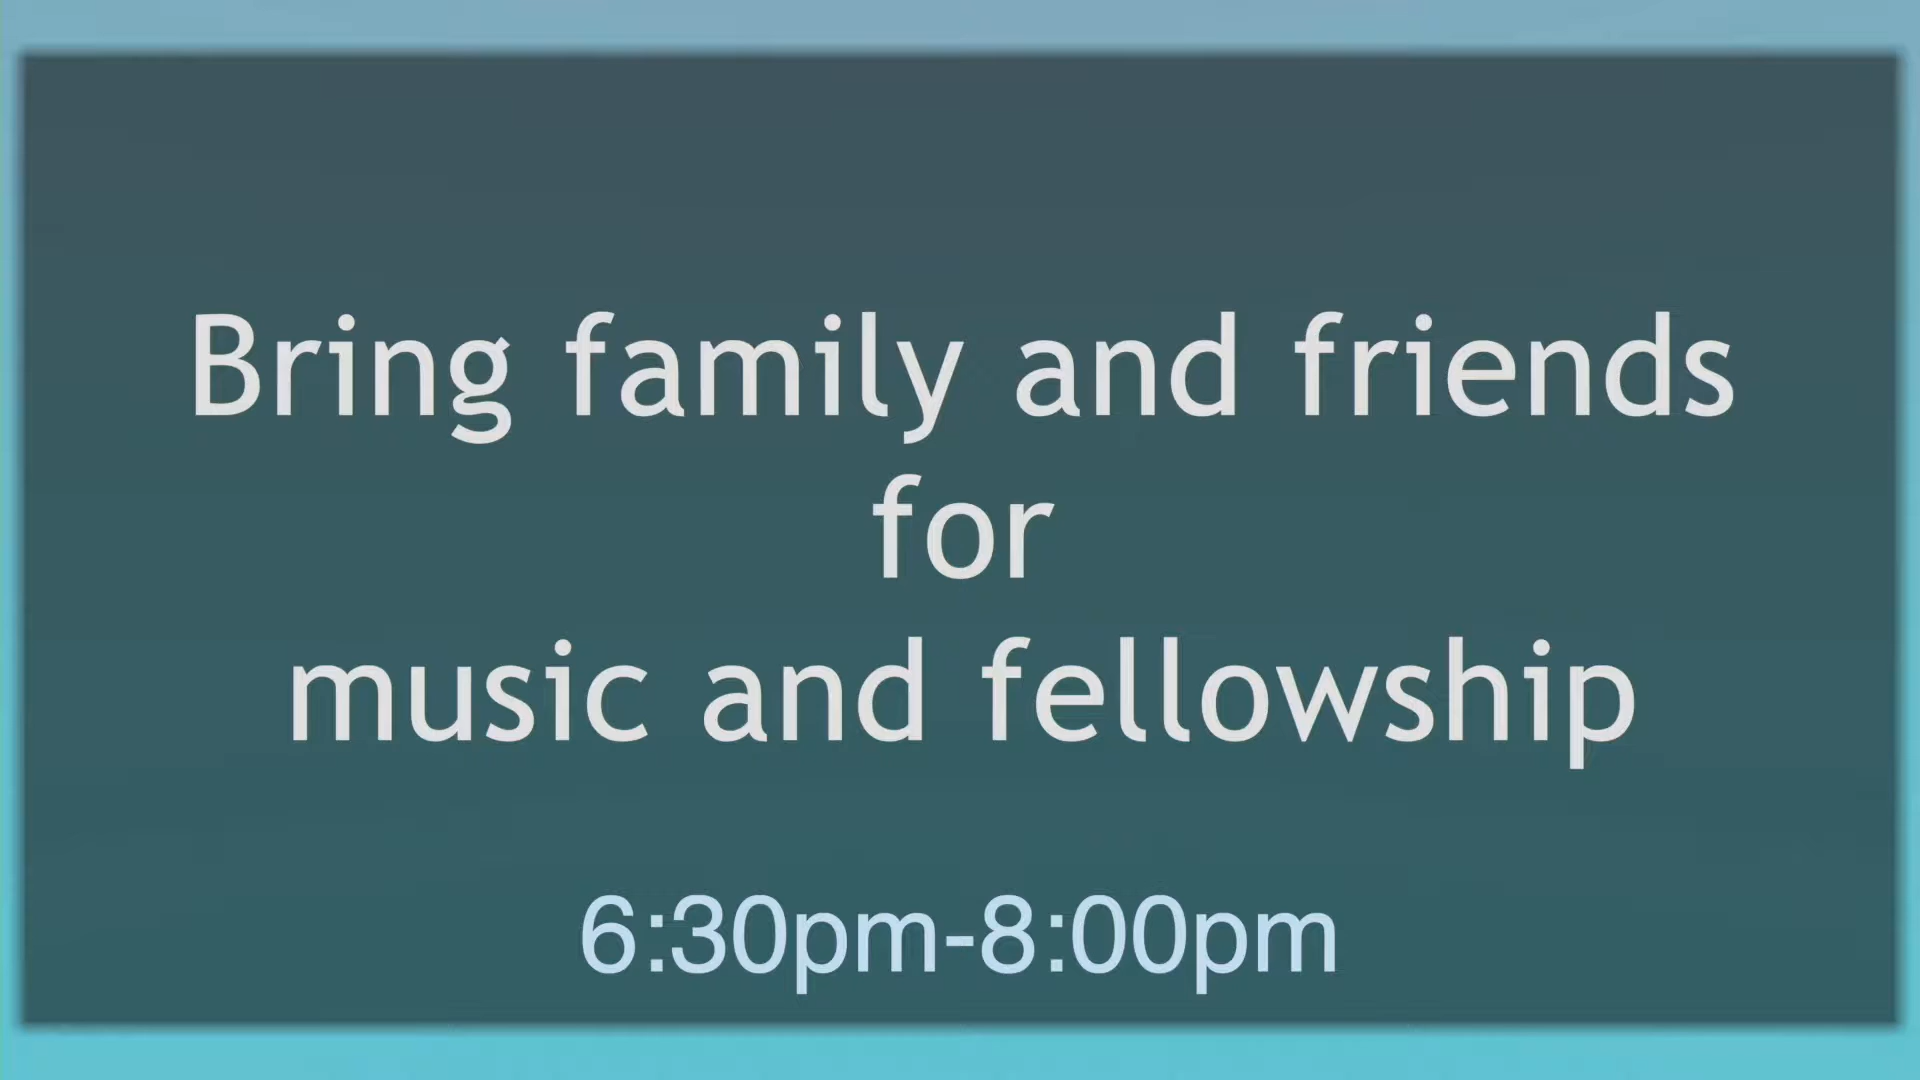 Bring family and friends
for
music and fellowship
6:30pm-8:00pm